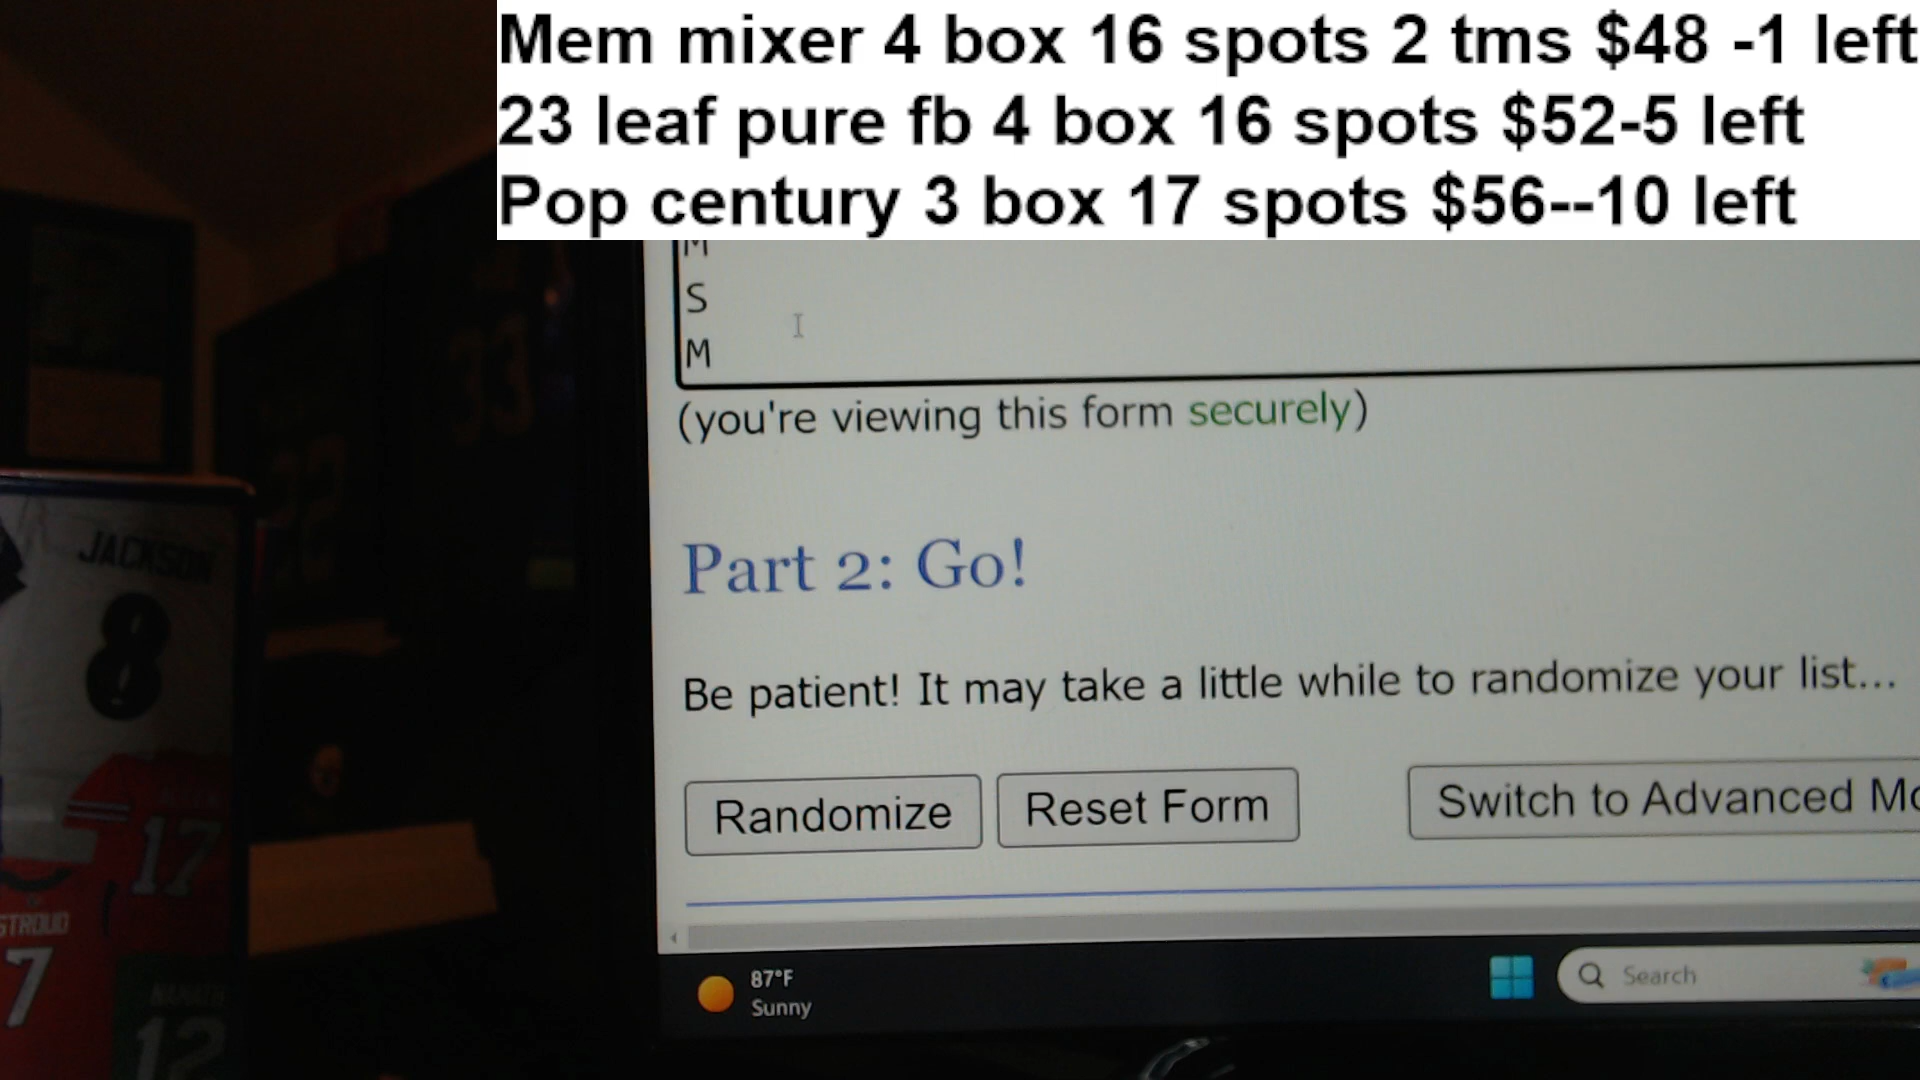 Mem mixer 4 box 16 spots 2 tms $48 -1 left
23 leaf pure fb 4 box 16 spots $52-5 left
Pop century 3 box 17 spots $56--10 left
M
S
M
(you're viewing this form securely)
Part 2: Go!
Be patient! It may take a little while to randomize your list...
Randomize Reset Form Switch to Advanced Mo
87°F
Sunny
Search
JACKSON
8
17
STROUD
7
12
33